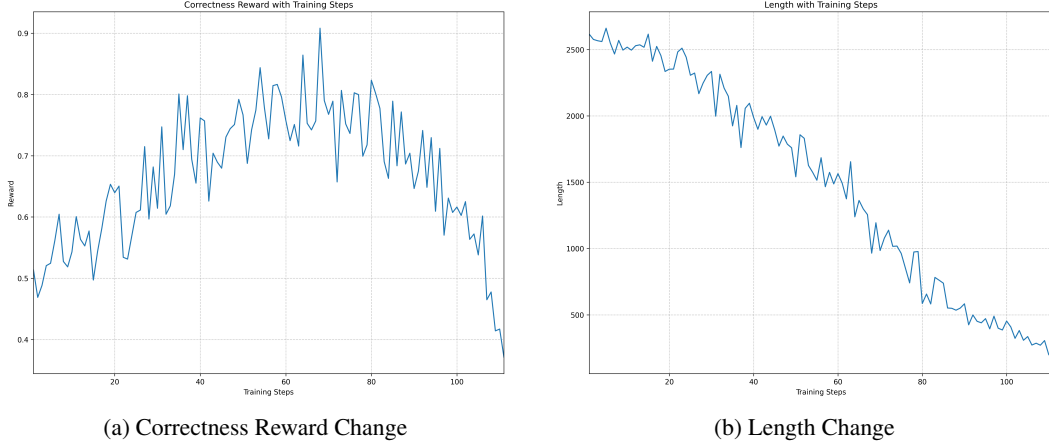 Correctness Reward with Training Steps
0.9
0.8
0.7
0.6
0.5
0.4
Reward
20
40
60
80
100
Training Steps
(a) Correctness Reward Change
Length with Training Steps
2500
2000
1500
1000
500
Length
20
40
60
80
100
Training Steps
(b) Length Change